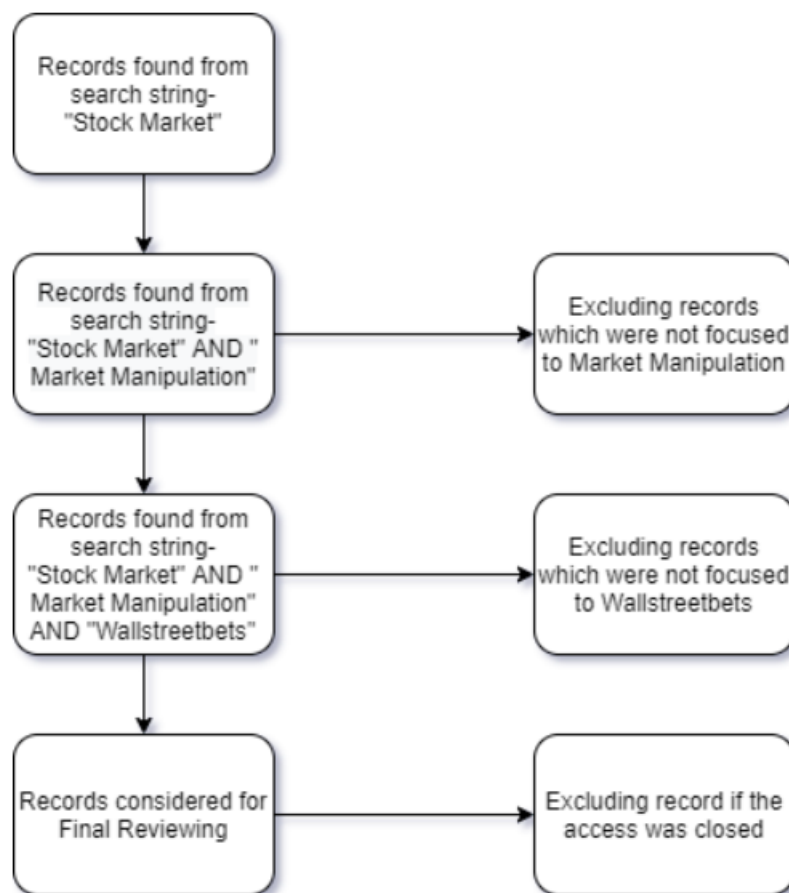 Records found from
search string-
"Stock Market"
Records found from
search string-
"Stock Market" AND "
Market Manipulation"
Excluding records
which were not focused
to Market Manipulation
Records found from
search string-
"Stock Market" AND "
Market Manipulation"
AND "Wallstreetbets"
Excluding records
which were not focused
to Wallstreetbets
Records considered for
Final Reviewing
Excluding record if the
access was closed